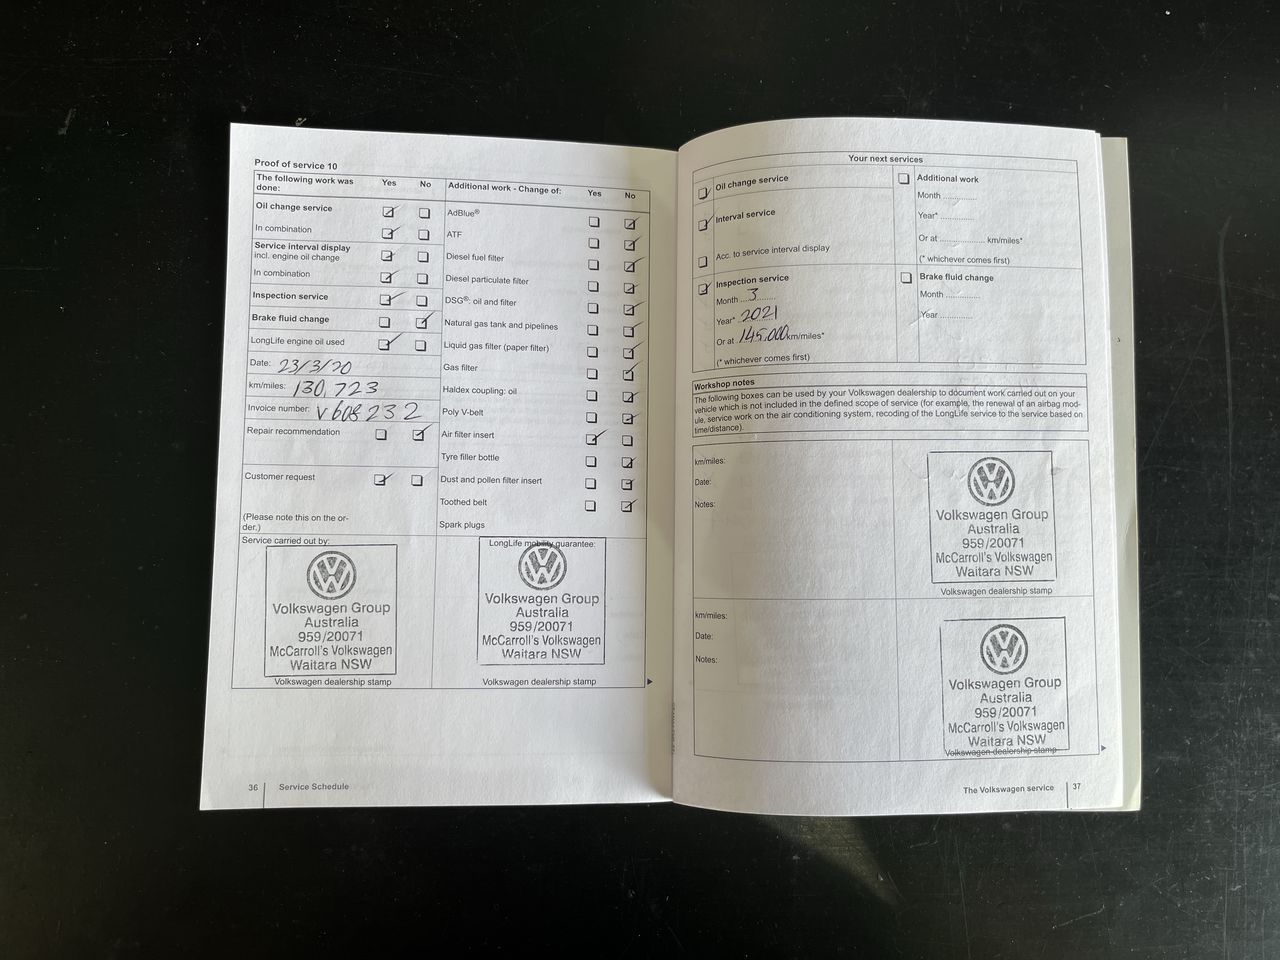 Proof of service 10
The following work was done: Yes No
Oil change service
In combination
Service interval display
incl. engine oil change
In combination
Inspection service
Brake fluid change
LongLife engine oil used
Date: 23/3/20
km/miles: 130,723
Invoice number: V608232
Repair recommendation
Customer request
(Please note this on the or-
der.)
Service carried out by:
Volkswagen Group
Australia
959/20071
McCarroll's Volkswagen
Waitara NSW
Volkswagen dealership stamp
Additional work - Change of: Yes No
AdBlue®
ATF
Diesel fuel filter
Diesel particulate filter
DSG®: oil and filter
Natural gas tank and pipelines
Liquid gas filter (paper filter)
Gas filter
Haldex coupling: oil
Poly V-belt
Air filter insert
Tyre filler bottle
Dust and pollen filter insert
Toothed belt
Spark plugs
LongLife mobility guarantee:
Volkswagen Group
Australia
959/20071
McCarroll's Volkswagen
Waitara NSW
Volkswagen dealership stamp
36 Service Schedule
Your next services
Oil change service
Interval service
Acc. to service interval display
Inspection service
Month ...3........
Year* 2021
Or at 145,000 km/miles*
(* whichever comes first)
Additional work
Month ............
Year* ............
Or at ................ km/miles*
(* whichever comes first)
Brake fluid change
Month ............
Year ............
Workshop notes
The following boxes can be used by your Volkswagen dealership to document work carried out on your
vehicle which is not included in the defined scope of service (for example, the renewal of an airbag mod-
ule, service work on the air conditioning system, recoding of the LongLife service to the service based on
time/distance).
km/miles:
Date:
Notes:
Volkswagen Group
Australia
959/20071
McCarroll's Volkswagen
Waitara NSW
Volkswagen dealership stamp
km/miles:
Date:
Notes:
Volkswagen Group
Australia
959/20071
McCarroll's Volkswagen
Waitara NSW
Volkswagen dealership stamp
The Volkswagen service 37